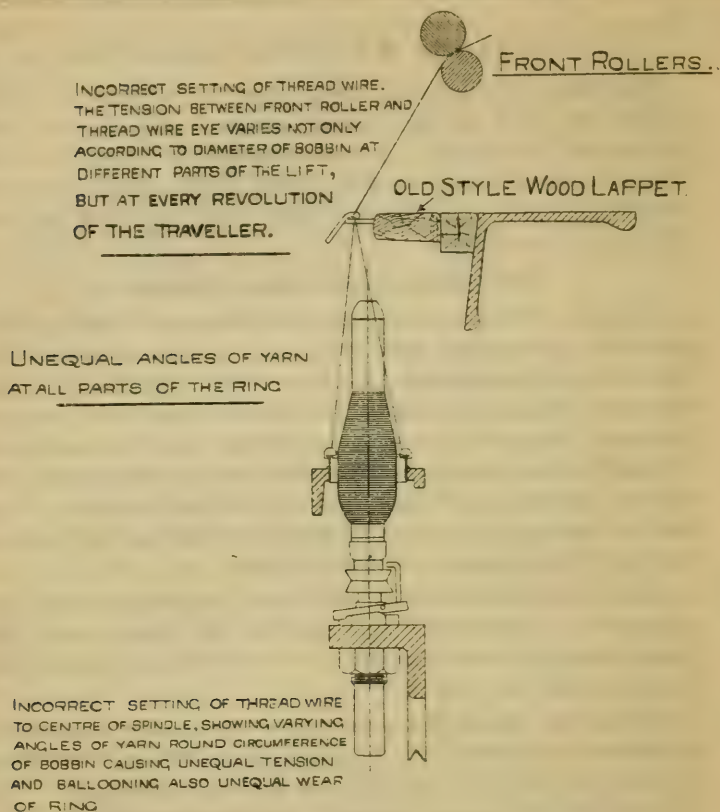 FRONT ROLLERS..
INCORRECT SETTING OF THREAD WIRE.
THE TENSION BETWEEN FRONT ROLLER AND
THREAD WIRE EYE VARIES NOT ONLY
ACCORDING TO DIAMETER OF BOBBIN AT
DIFFERENT PARTS OF THE LIFT,
BUT AT EVERY REVOLUTION
OF THE TRAVELLER.
OLD STYLE WOOD LAPPET.
UNEQUAL ANGLES OF YARN
AT ALL PARTS OF THE RING
INCORRECT SETTING OF THREAD WIRE
TO CENTRE OF SPINDLE, SHOWING VARYING
ANGLES OF YARN ROUND CIRCUMFERENCE
OF BOBBIN CAUSING UNEQUAL TENSION
AND BALLOONING ALSO UNEQUAL WEAR
OF RING